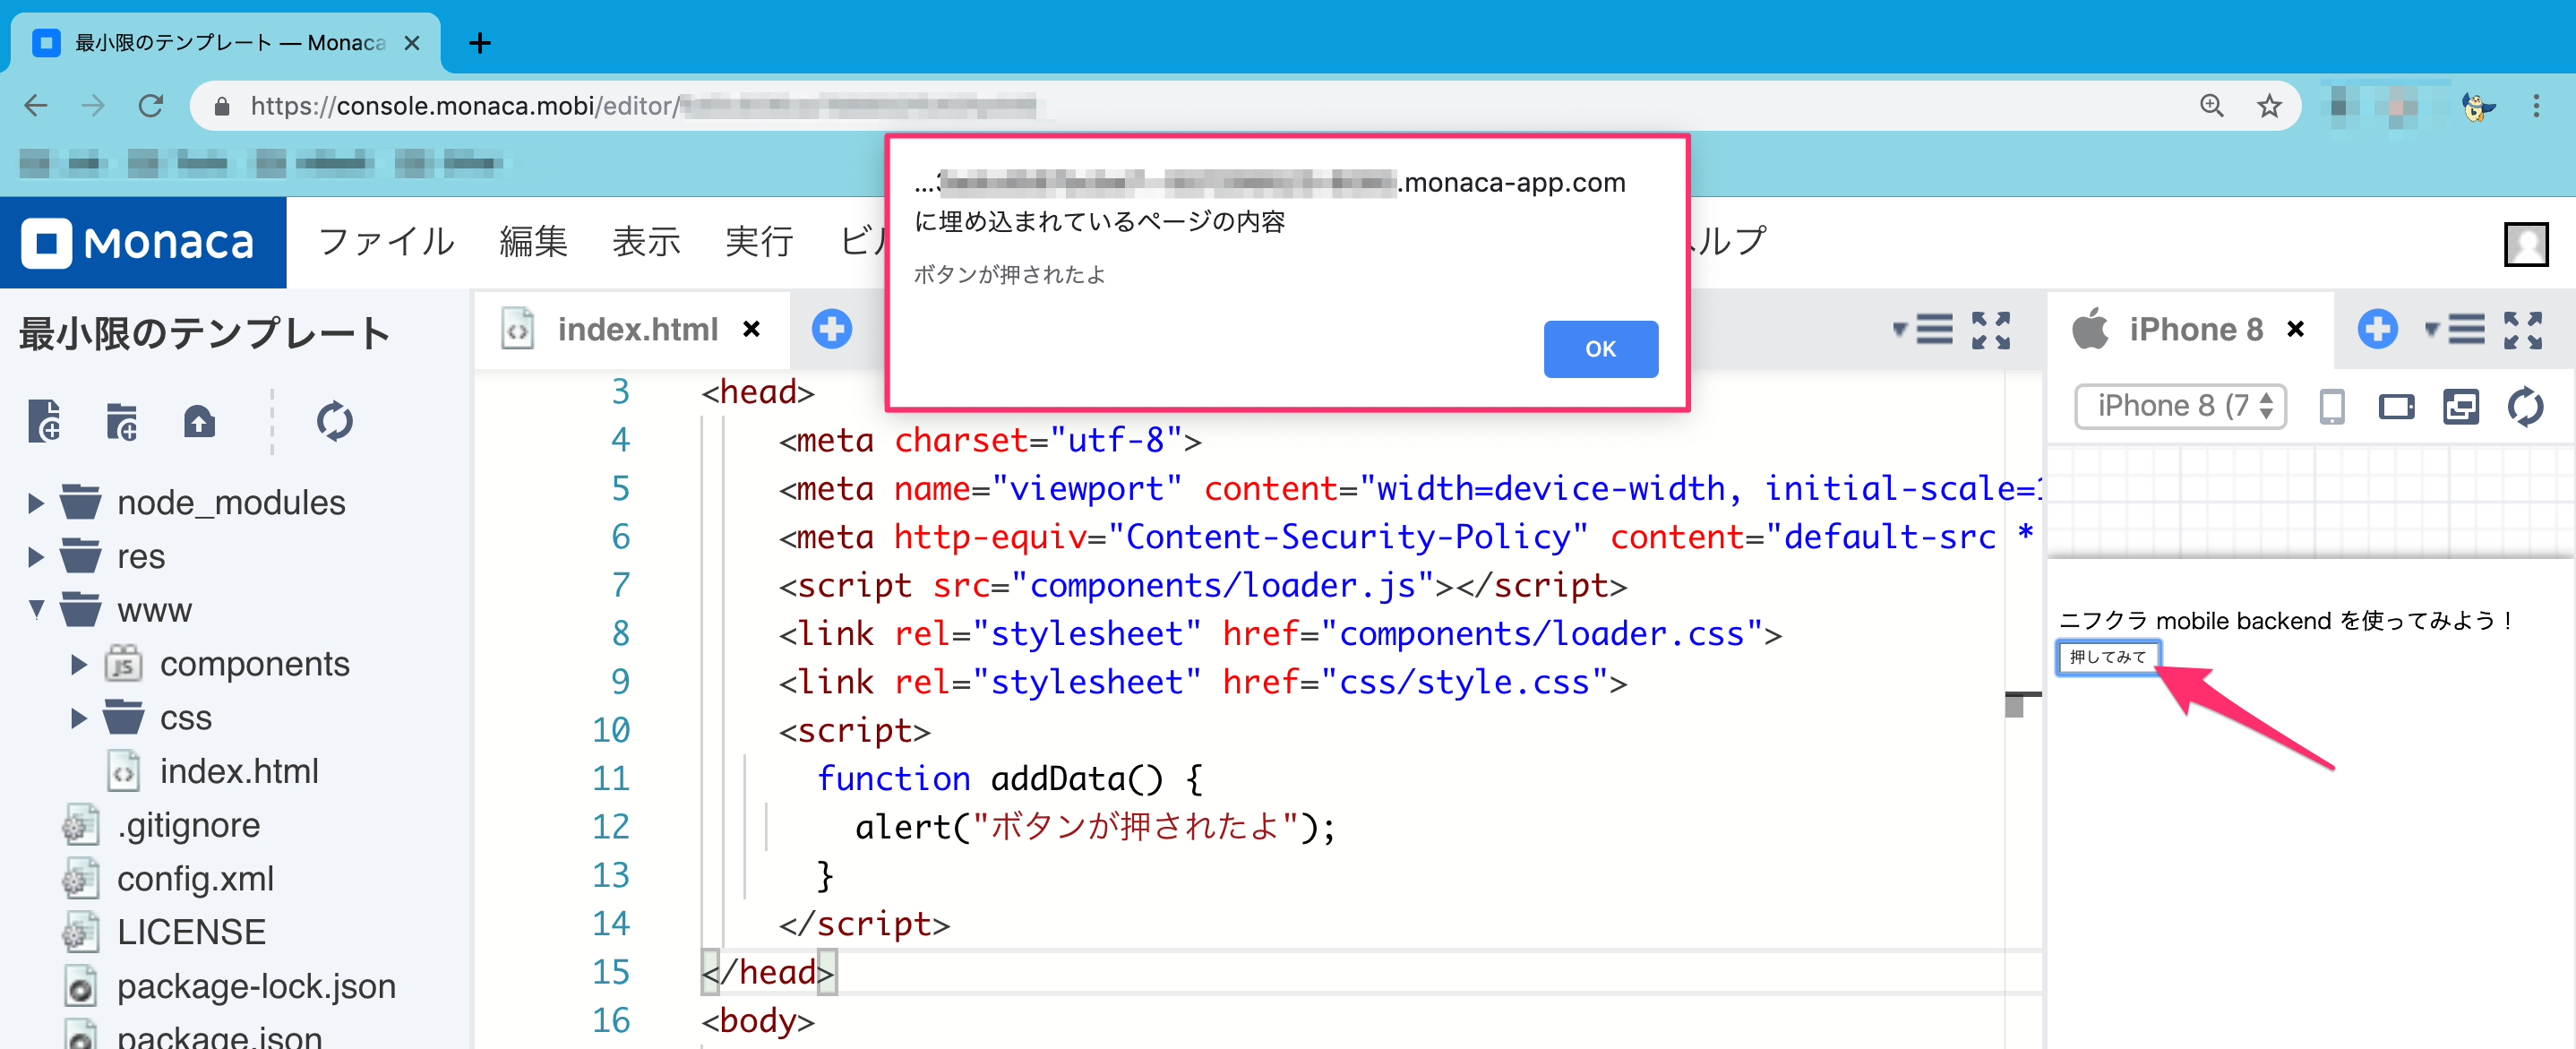 最小限のテンプレート — Monaca
https://console.monaca.mobi/editor/
.monaca-app.com
に埋め込まれているページの内容
ボタンが押されたよ
OK
Monaca
ファイル 編集 表示 実行 ビル ヘルプ
最小限のテンプレート
node_modules
res
www
components
css
index.html
.gitignore
config.xml
LICENSE
package-lock.json
package.json
index.html
3 <head>
4 <meta charset="utf-8">
5 <meta name="viewport" content="width=device-width, initial-scale=1
6 <meta http-equiv="Content-Security-Policy" content="default-src *
7 <script src="components/loader.js"></script>
8 <link rel="stylesheet" href="components/loader.css">
9 <link rel="stylesheet" href="css/style.css">
10 <script>
11 function addData() {
12 alert("ボタンが押されたよ");
13 }
14 </script>
15 </head>
16 <body>
iPhone 8
iPhone 8 (7
ニフクラ mobile backend を使ってみよう！
押してみて